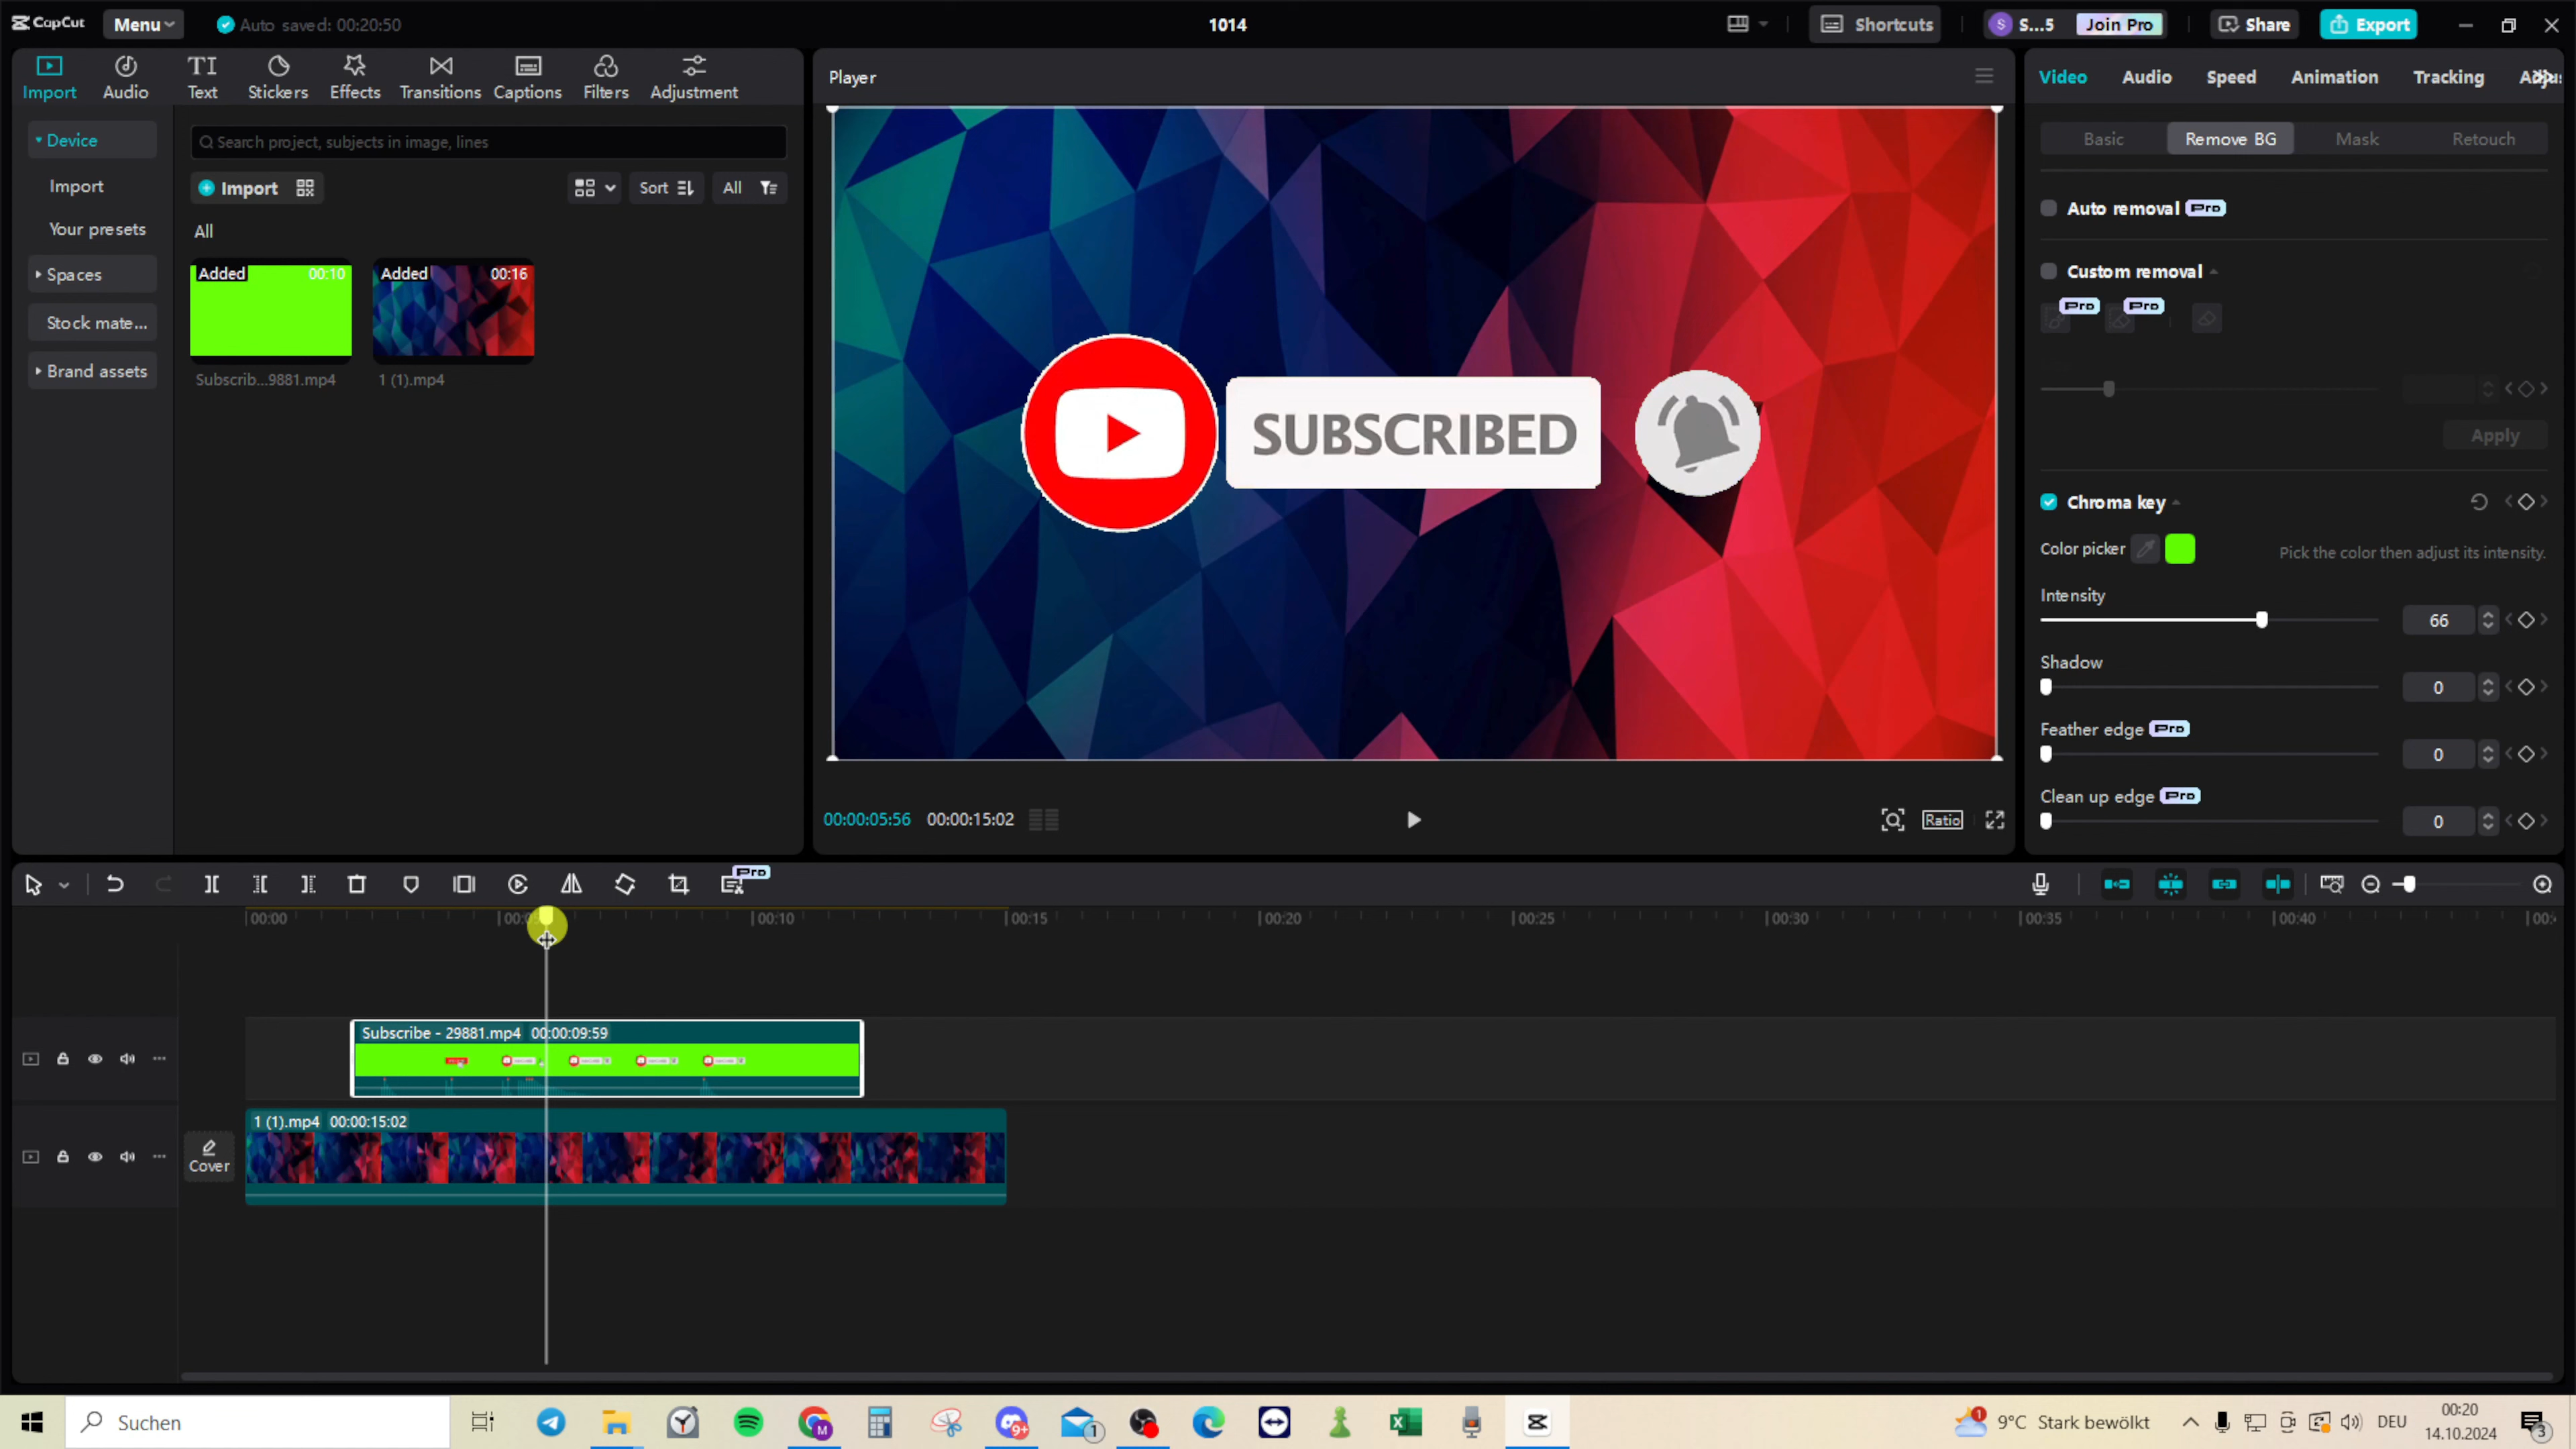 CapCut Menu Auto saved: 00:20:50 1014 Shortcuts S S...5 Join Pro Share Export
Import Audio Text Stickers Effects Transitions Captions Filters Adjustment
TI
Device
Import
Your presets
Spaces
Stock mate...
Brand assets
Search project, subjects in image, lines
Import Sort All
All
Added 00:10 Added 00:16
Subscrib...9881.mp4 1 (1).mp4
Player
SUBSCRIBED
00:00:05:56 00:00:15:02 Ratio
Video Audio Speed Animation Tracking
Basic Remove BG Mask Retouch
Auto removal Pro
Custom removal
Pro Pro
Apply
Chroma key
Color picker Pick the color then adjust its intensity.
Intensity
66
Shadow
0
Feather edge Pro
0
Clean up edge Pro
0
Pro
00:00 00:10 00:15 00:20 00:25 00:30 00:35 00:40
Subscribe - 29881.mp4 00:00:09:59
1 (1).mp4 00:00:15:02
Cover
Suchen 9+ M 1 1 9°C Stark bewölkt DEU 00:20
14.10.2024 3